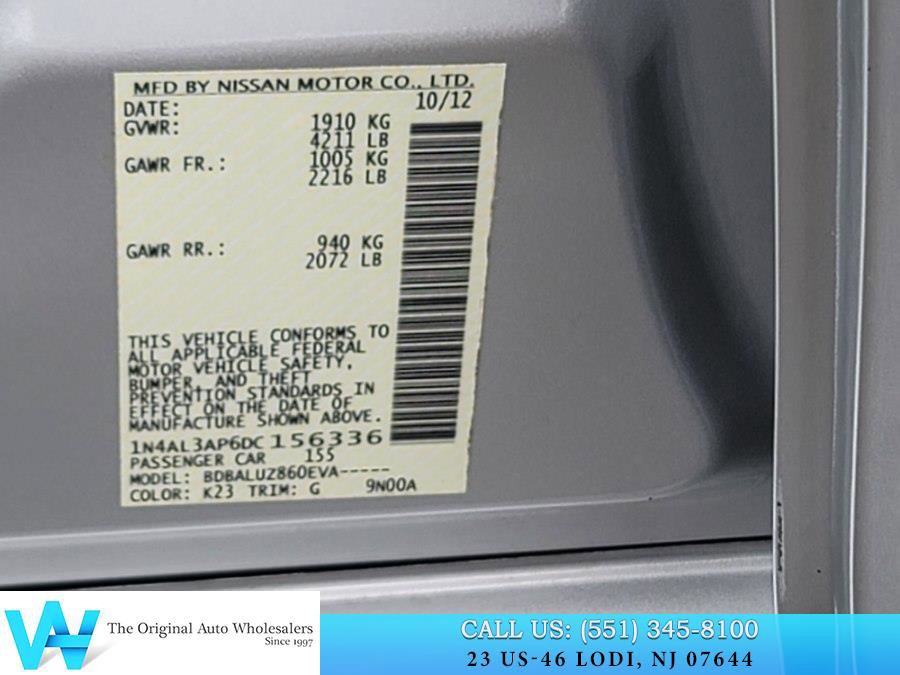 MFD BY NISSAN MOTOR CO., LTD.
DATE: 10/12
GVWR: 1910 KG
4211 LB
GAWR FR.: 1005 KG
2216 LB
GAWR RR.: 940 KG
2072 LB
THIS VEHICLE CONFORMS TO
ALL APPLICABLE FEDERAL
MOTOR VEHICLE SAFETY,
BUMPER, AND THEFT
PREVENTION STANDARDS IN
EFFECT ON THE DATE OF
MANUFACTURE SHOWN ABOVE.
1N4AL3AP6DC156336
PASSENGER CAR 155
MODEL: BDBALUZ860EVA-----
COLOR: K23 TRIM: G 9N00A
The Original Auto Wholesalers
Since 1997
CALL US: (551) 345-8100
23 US-46 LODI, NJ 07644